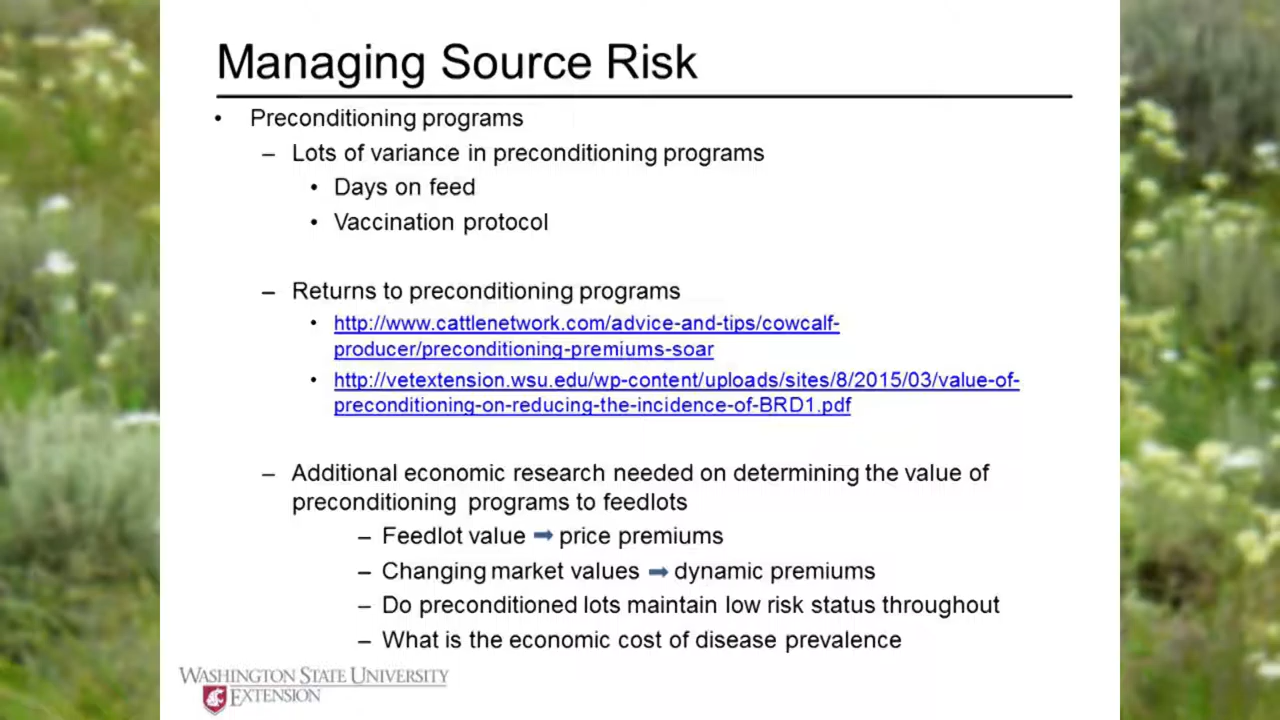 Managing Source Risk
• Preconditioning programs
– Lots of variance in preconditioning programs
• Days on feed
• Vaccination protocol
– Returns to preconditioning programs
• http://www.cattlenetwork.com/advice-and-tips/cowcalf-
producer/preconditioning-premiums-soar
• http://vetextension.wsu.edu/wp-content/uploads/sites/8/2015/03/value-of-
preconditioning-on-reducing-the-incidence-of-BRD1.pdf
– Additional economic research needed on determining the value of
preconditioning programs to feedlots
– Feedlot value ➡ price premiums
– Changing market values ➡ dynamic premiums
– Do preconditioned lots maintain low risk status throughout
– What is the economic cost of disease prevalence
WASHINGTON STATE UNIVERSITY
EXTENSION